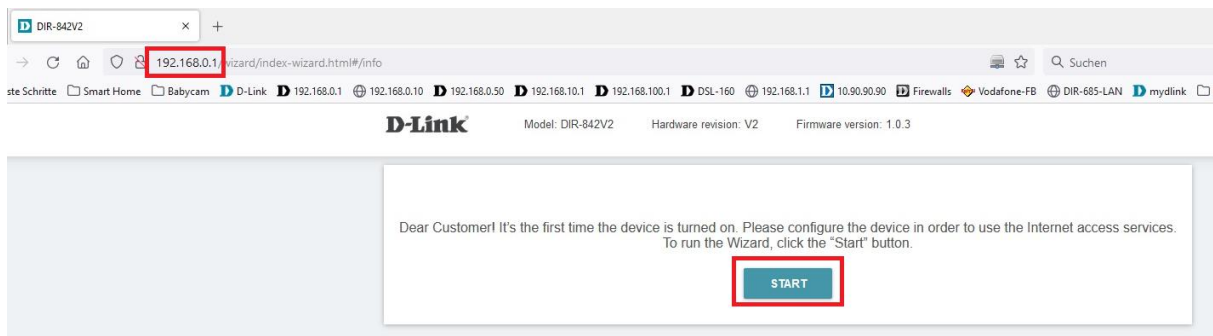 DIR-842V2
192.168.0.1/wizard/index-wizard.html#/info
Suchen
ste Schritte Smart Home Babycam D-Link 192.168.0.1 192.168.0.10 192.168.0.50 192.168.10.1 192.168.100.1 DSL-160 192.168.1.1 10.90.90.90 Firewalls Vodafone-FB DIR-685-LAN mydlink
D-Link Model: DIR-842V2 Hardware revision: V2 Firmware version: 1.0.3
Dear Customer! It's the first time the device is turned on. Please configure the device in order to use the Internet access services.
To run the Wizard, click the “Start” button.
START